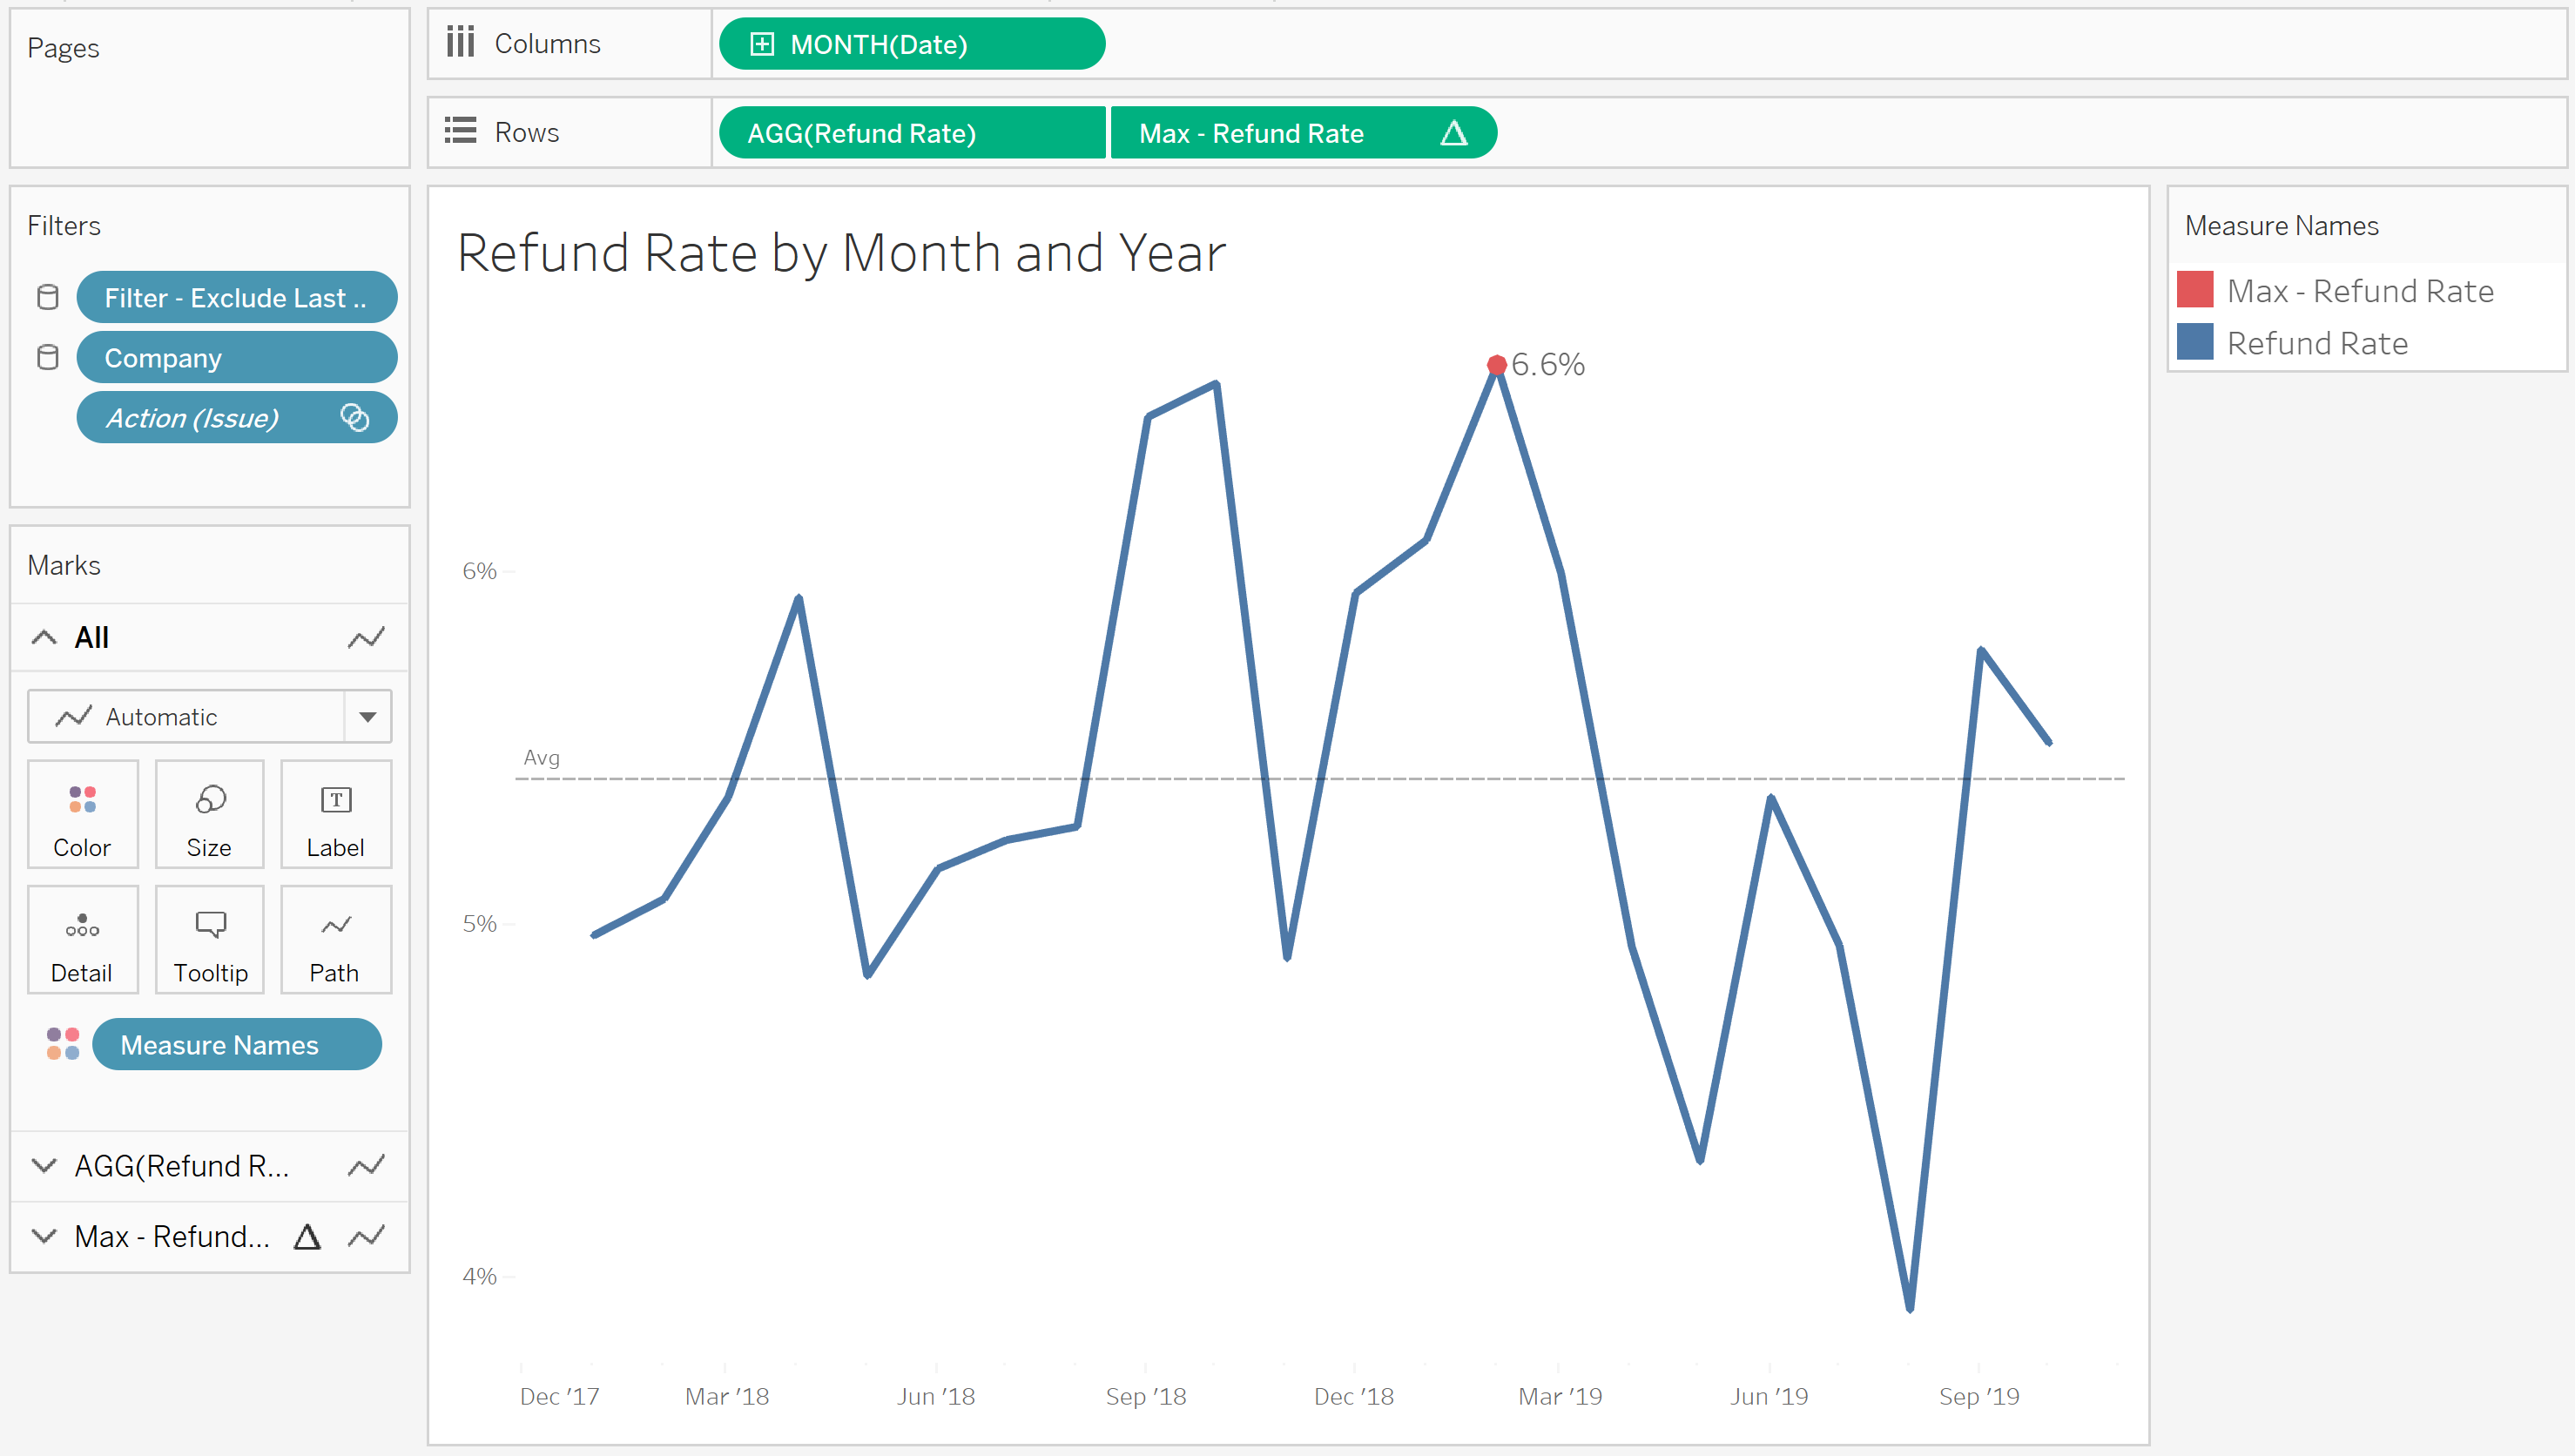 Pages
Columns
MONTH(Date)
Rows
AGG(Refund Rate)
Max - Refund Rate
Filters
Filter - Exclude Last ..
Company
Action (Issue)
Marks
All
Automatic
Color
Size
Label
Detail
Tooltip
Path
Measure Names
AGG(Refund R...
Max - Refund...
Refund Rate by Month and Year
6.6%
6%
Avg
5%
4%
Dec '17
Mar '18
Jun '18
Sep '18
Dec '18
Mar '19
Jun '19
Sep '19
Measure Names
Max - Refund Rate
Refund Rate